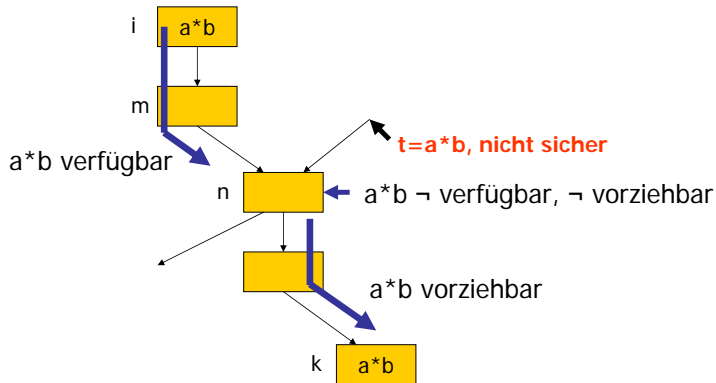 i
a*b
m
t=a*b, nicht sicher
a*b verfügbar
n
a*b ¬ verfügbar, ¬ vorziehbar
a*b vorziehbar
k
a*b